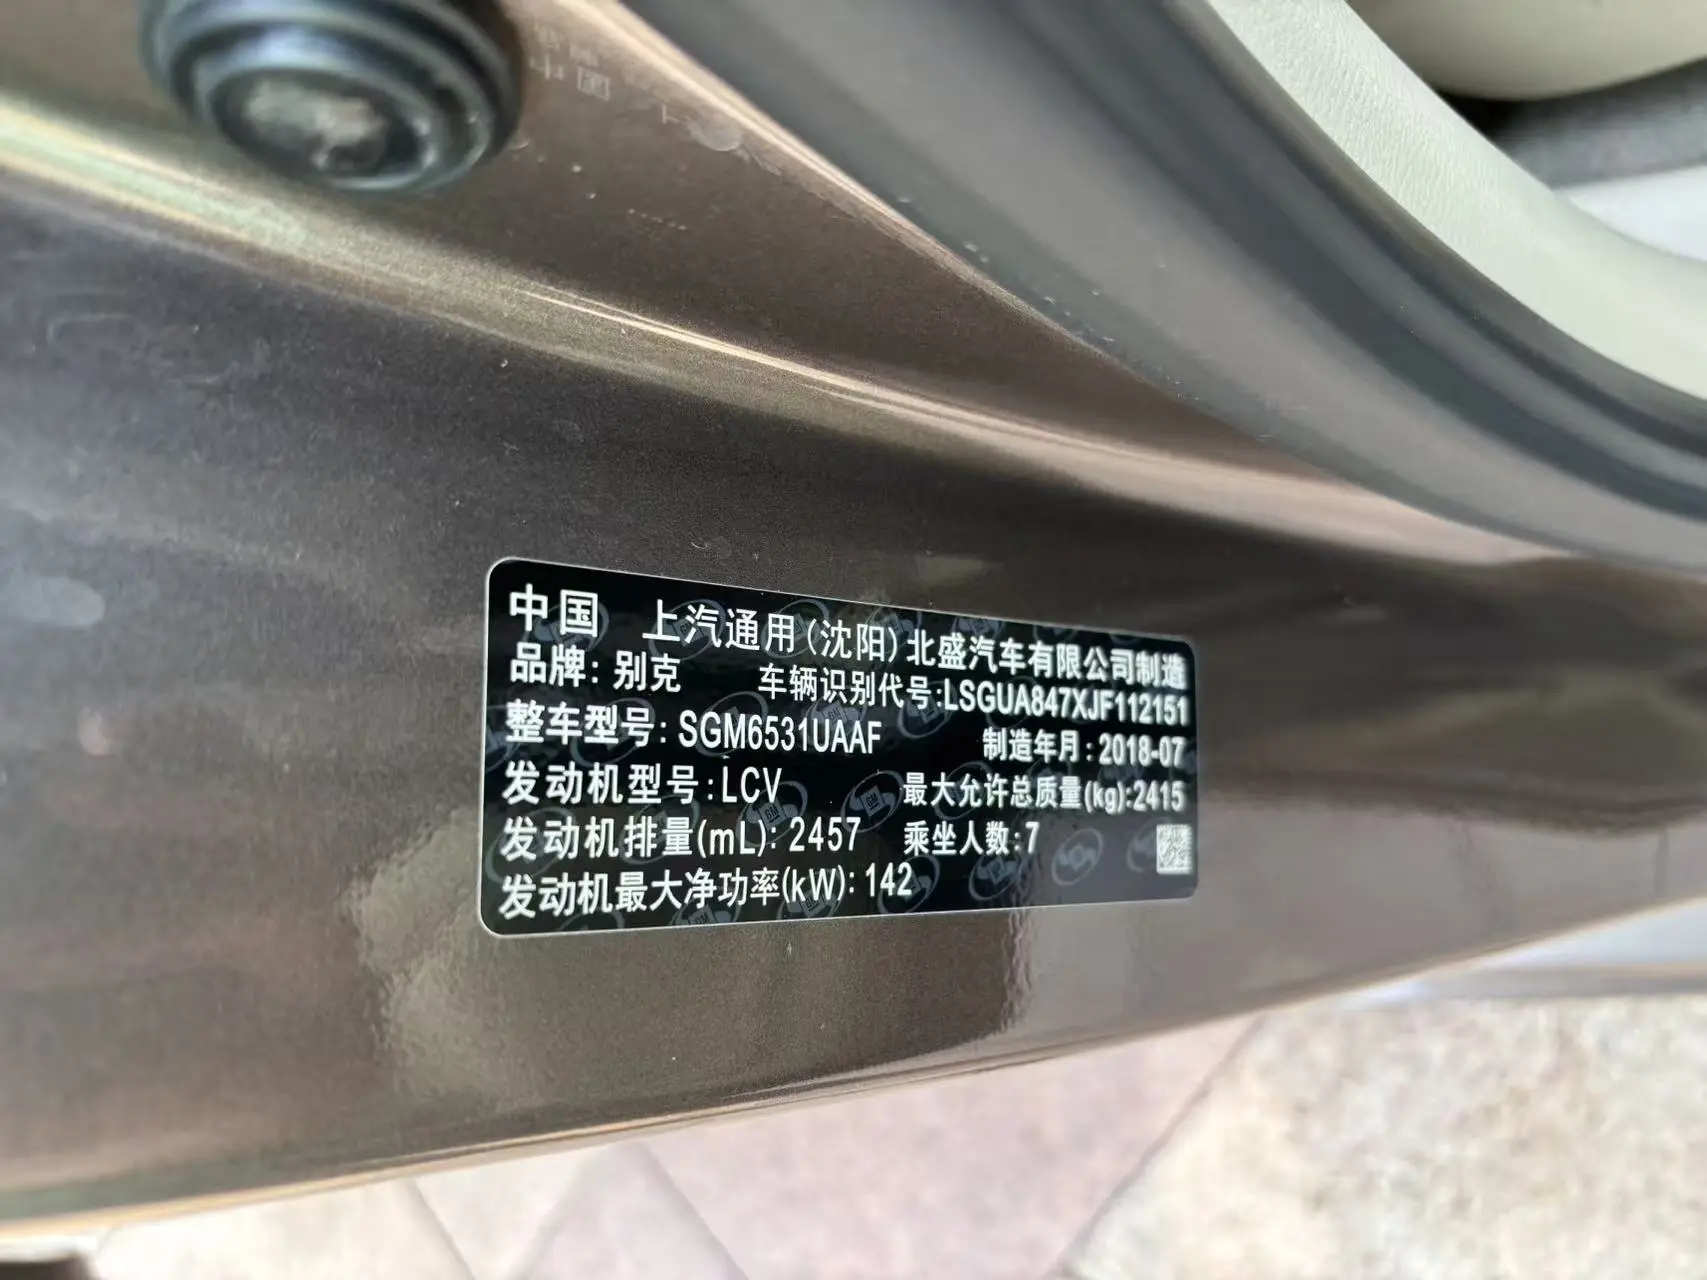 中国 上汽通用(沈阳)北盛汽车有限公司制造
品牌: 别克 车辆识别代号:LSGUA847XJF112151
整车型号: SGM6531UAAF 制造年月: 2018-07
发动机型号: LCV 最大允许总质量(kg):2415
发动机排量(mL): 2457 乘坐人数:7
发动机最大净功率(kW): 142